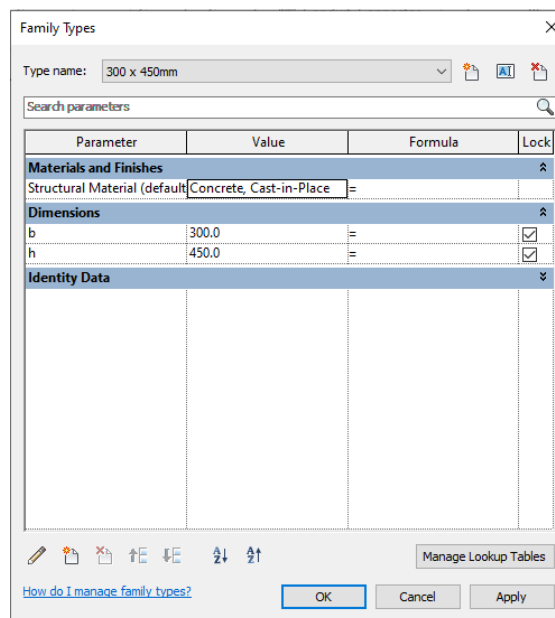 Family Types
Type name: 300 x 450mm
Search parameters
Parameter Value Formula Lock
Materials and Finishes
Structural Material (default Concrete, Cast-in-Place =
Dimensions
b 300.0 =
h 450.0 =
Identity Data
Manage Lookup Tables
How do I manage family types?
OK Cancel Apply